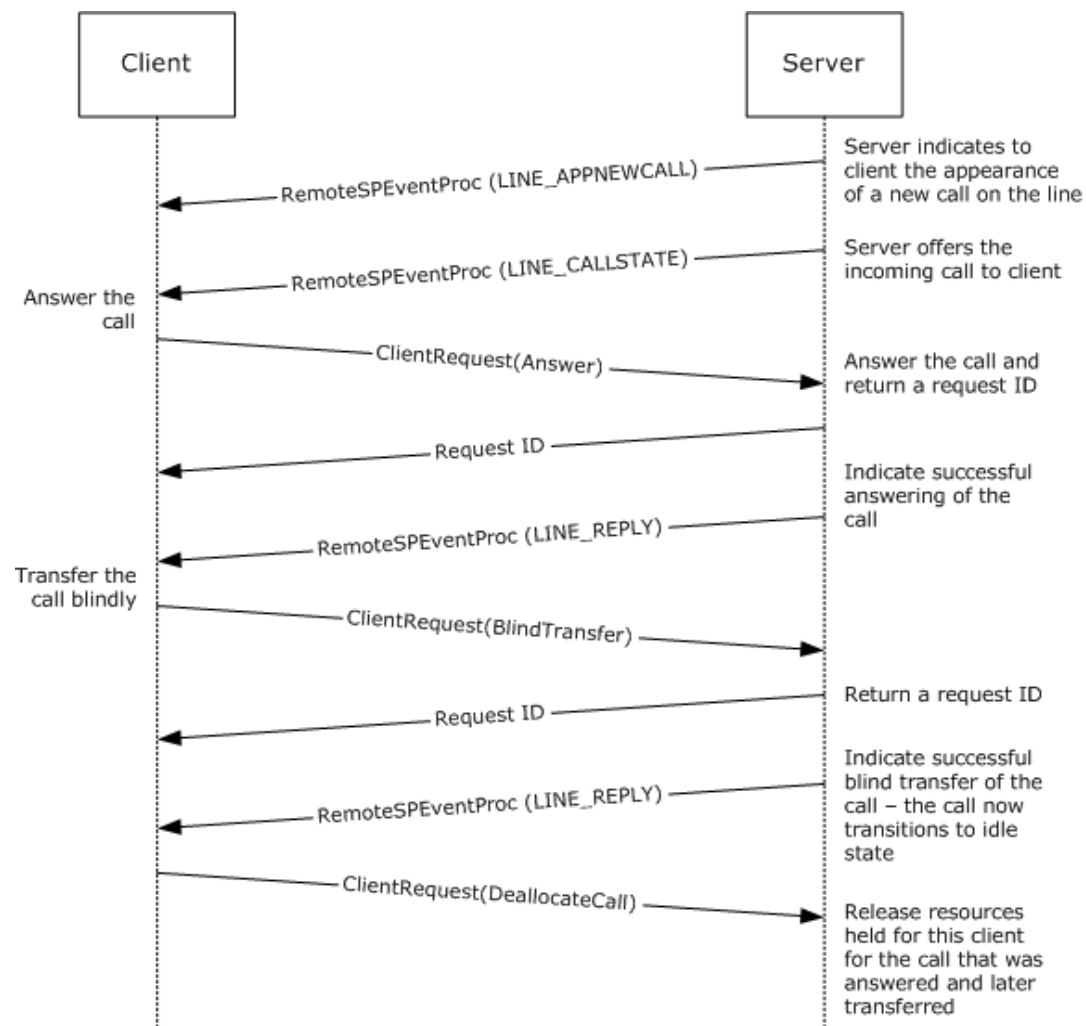 Client
Server
Server indicates to
client the appearance
of a new call on the line
RemoteSPEventProc (LINE_APPNEWCALL)
Server offers the
incoming call to client
RemoteSPEventProc (LINE_CALLSTATE)
Answer the
call
ClientRequest(Answer)
Answer the call and
return a request ID
Request ID
Indicate successful
answering of the
call
RemoteSPEventProc (LINE_REPLY)
Transfer the
call blindly
ClientRequest(BlindTransfer)
Return a request ID
Request ID
Indicate successful
blind transfer of the
call – the call now
transitions to idle
state
RemoteSPEventProc (LINE_REPLY)
ClientRequest(DeallocateCall)
Release resources
held for this client
for the call that was
answered and later
transferred